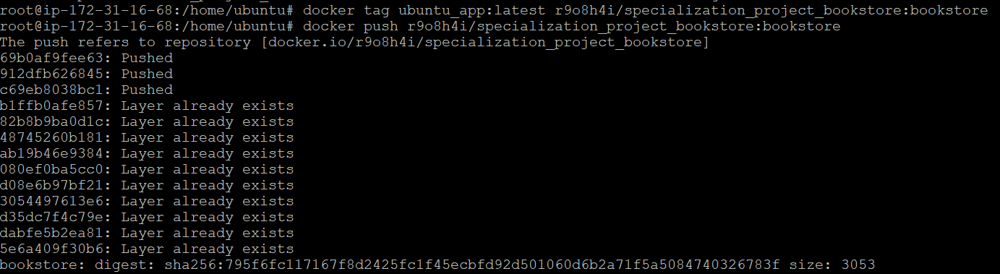 root@ip-172-31-16-68:/home/ubuntu# docker tag ubuntu_app:latest r9o8h4i/specialization_project_bookstore:bookstore
root@ip-172-31-16-68:/home/ubuntu# docker push r9o8h4i/specialization_project_bookstore:bookstore
The push refers to repository [docker.io/r9o8h4i/specialization_project_bookstore]
69b0af9fee63: Pushed
912dfb626845: Pushed
c69eb8038bc1: Pushed
b1ffb0afe857: Layer already exists
82b8b9ba0d1c: Layer already exists
48745260b181: Layer already exists
ab19b46e9384: Layer already exists
080ef0ba5cc0: Layer already exists
d08e6b97bf21: Layer already exists
3054497613e6: Layer already exists
d35dc7f4c79e: Layer already exists
dabfe5b2ea81: Layer already exists
5e6a409f30b6: Layer already exists
bookstore: digest: sha256:795f6fc117167f8d2425fc1f45ecbfd92d501060d6b2a71f5a5084740326783f size: 3053